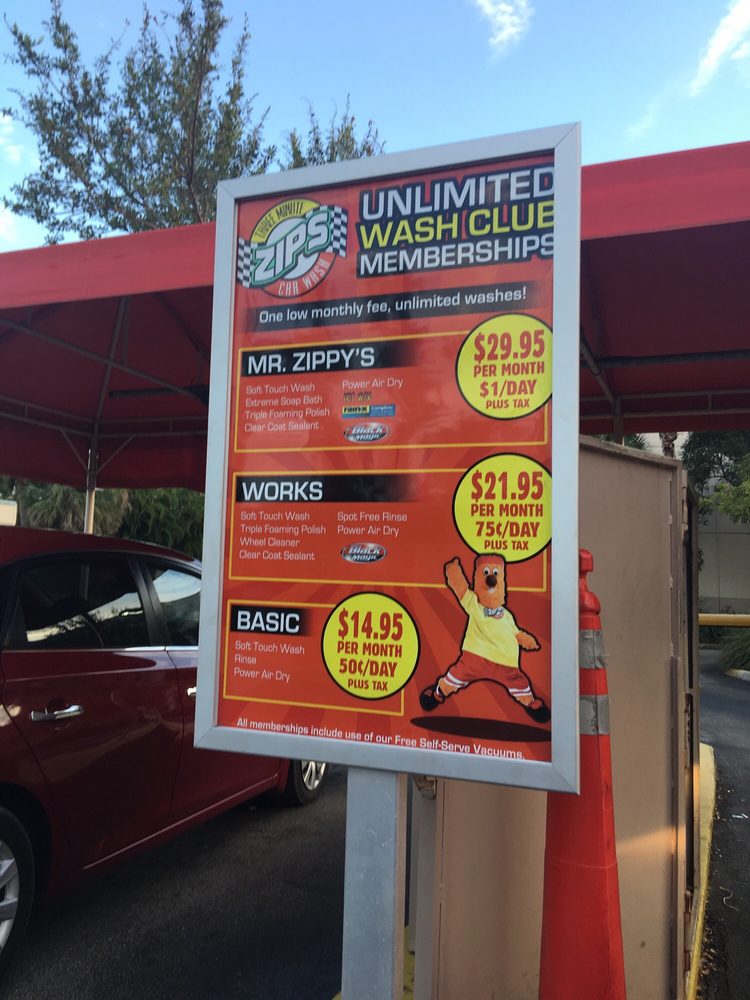 THREE MINUTE
ZIPS
CAR WASH
UNLIMITED
WASH CLUB
MEMBERSHIPS
One low monthly fee, unlimited washes!
MR. ZIPPY'S
Soft Touch Wash
Extreme Soap Bath
Triple Foaming Polish
Clear Coat Sealant
Power Air Dry
HOT WAX
RAIN-X Complete
Black Magic
$29.95
PER MONTH
$1/DAY
PLUS TAX
WORKS
Soft Touch Wash
Triple Foaming Polish
Wheel Cleaner
Clear Coat Sealant
Spot Free Rinse
Power Air Dry
Black Magic
$21.95
PER MONTH
75¢/DAY
PLUS TAX
BASIC
Soft Touch Wash
Rinse
Power Air Dry
$14.95
PER MONTH
50¢/DAY
PLUS TAX
All memberships include use of our Free Self-Serve Vacuums.